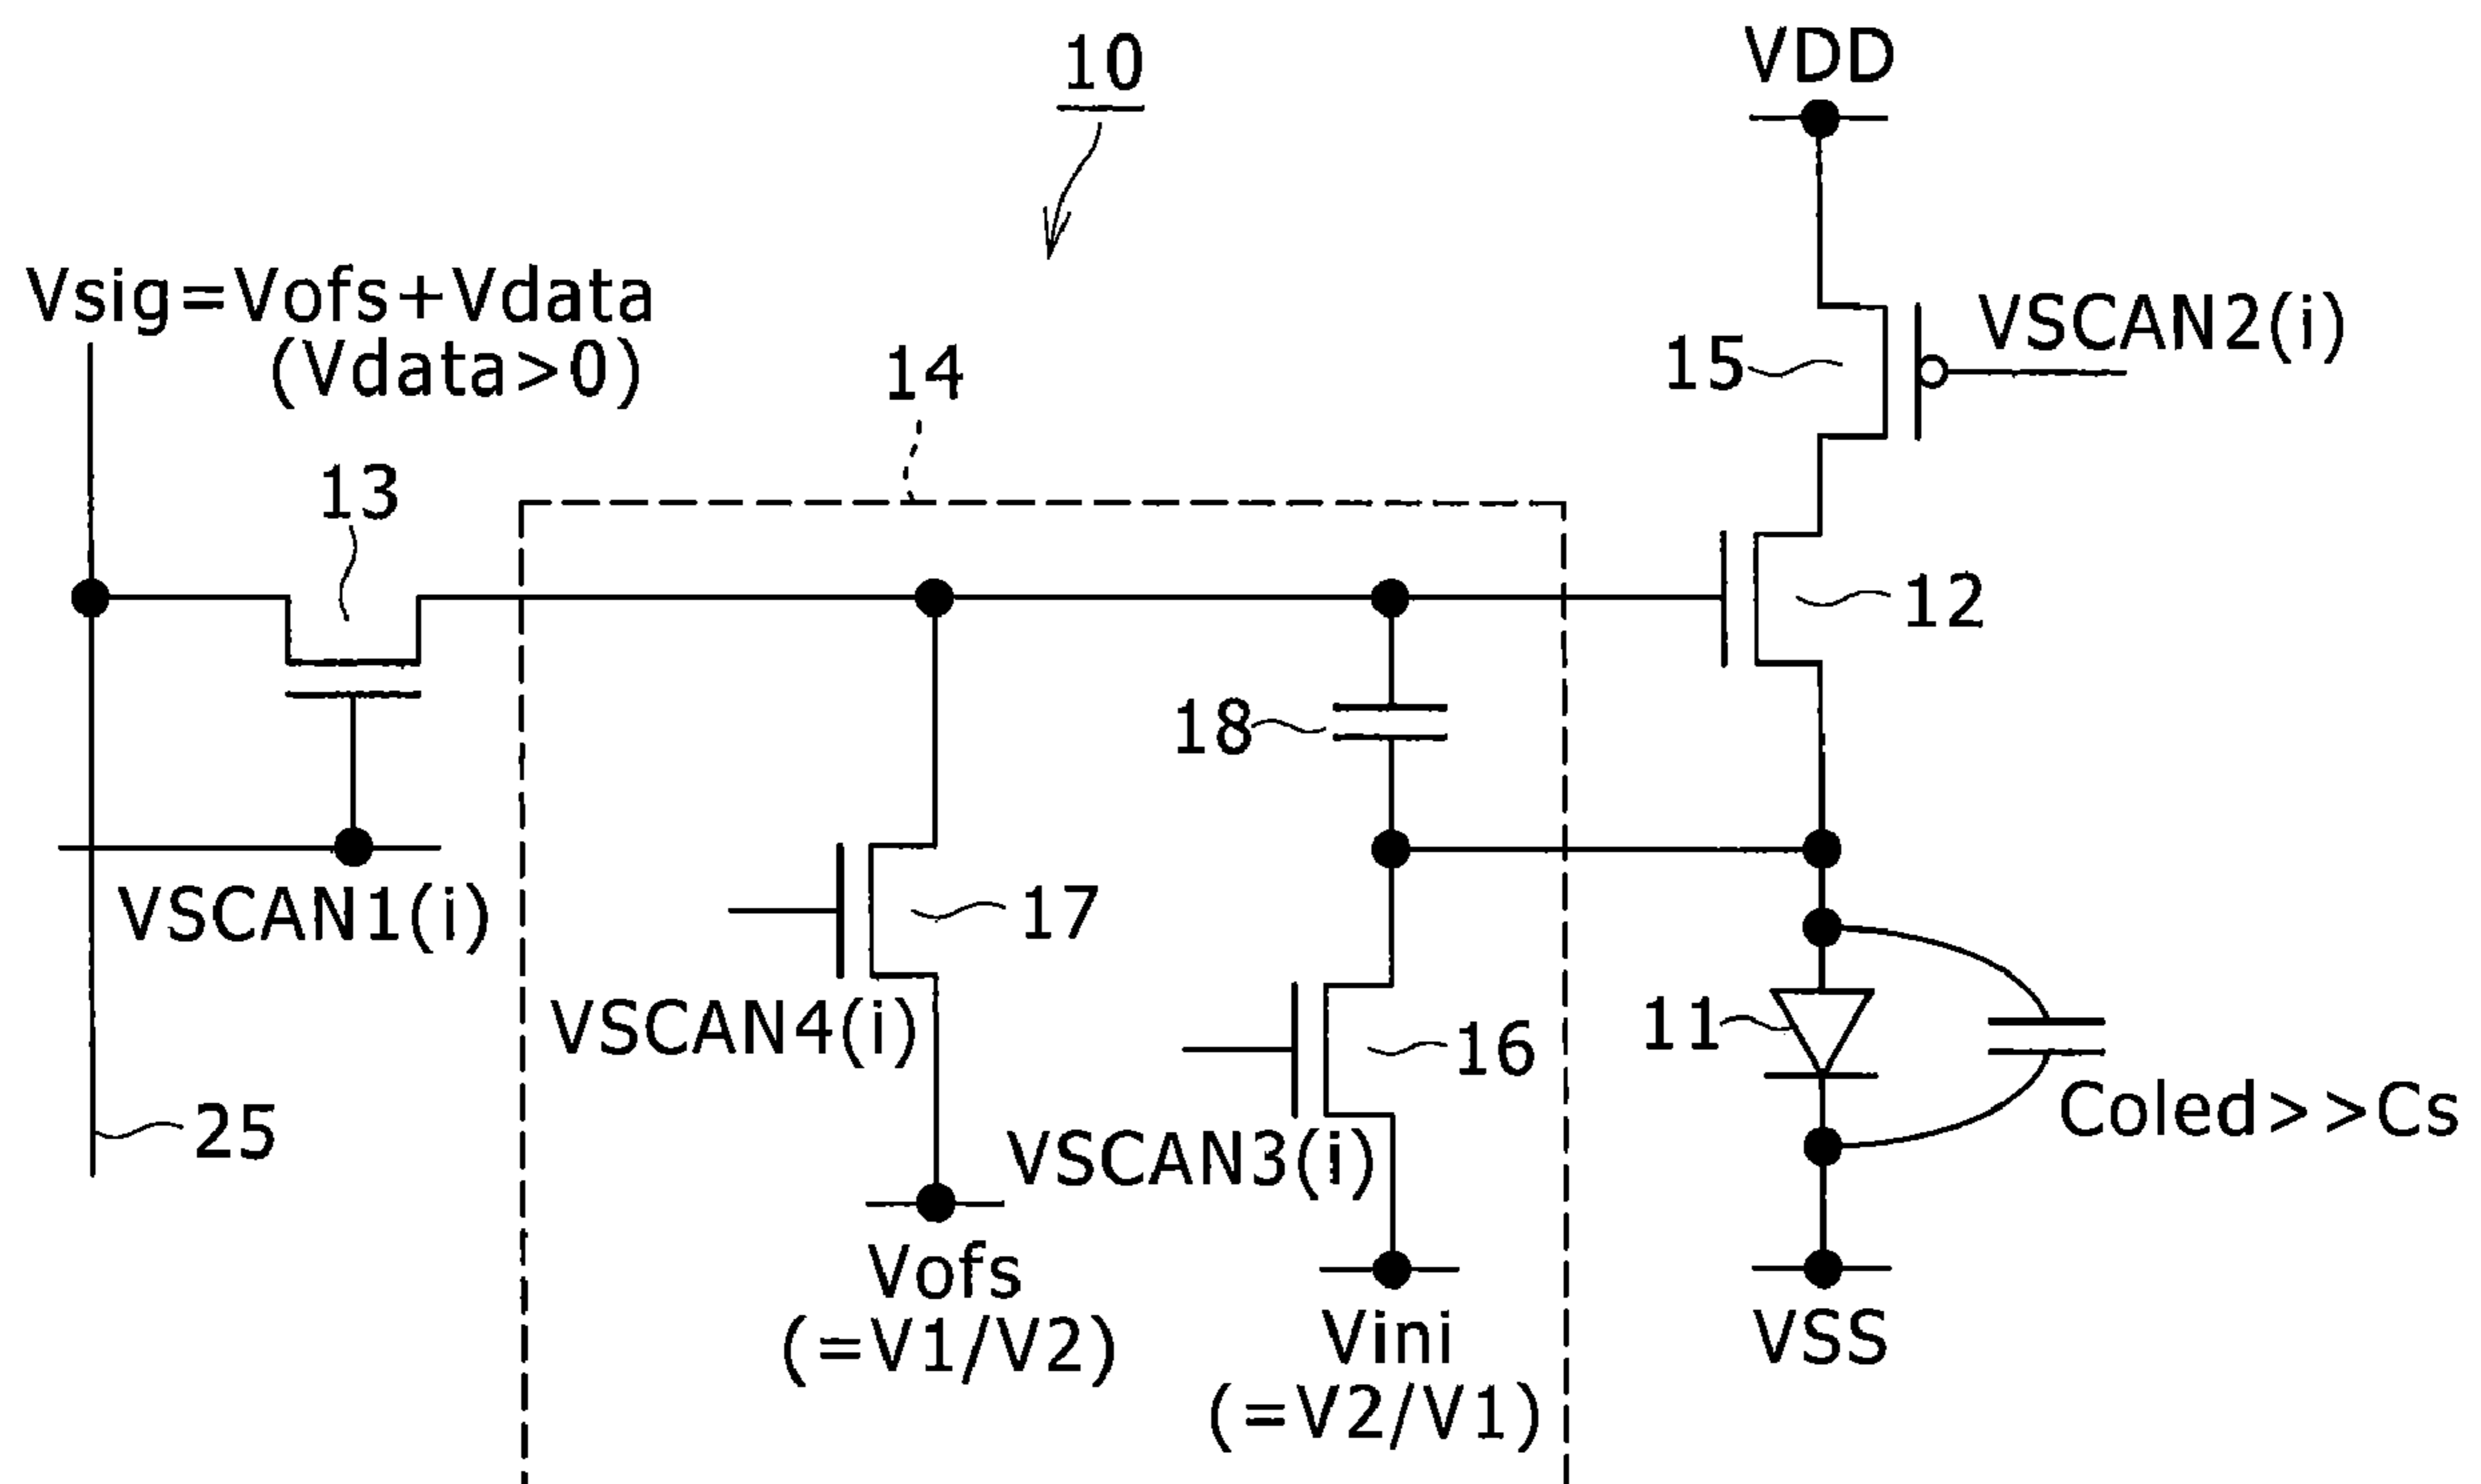 10
VDD
Vsig=Vofs+Vdata
(Vdata>0)
14
15
VSCAN2(i)
13
12
18
VSCAN1(i)
17
VSCAN4(i)
16
11
25
VSCAN3(i)
Coled>>Cs
Vofs
(=V1/V2)
Vini
(=V2/V1)
VSS